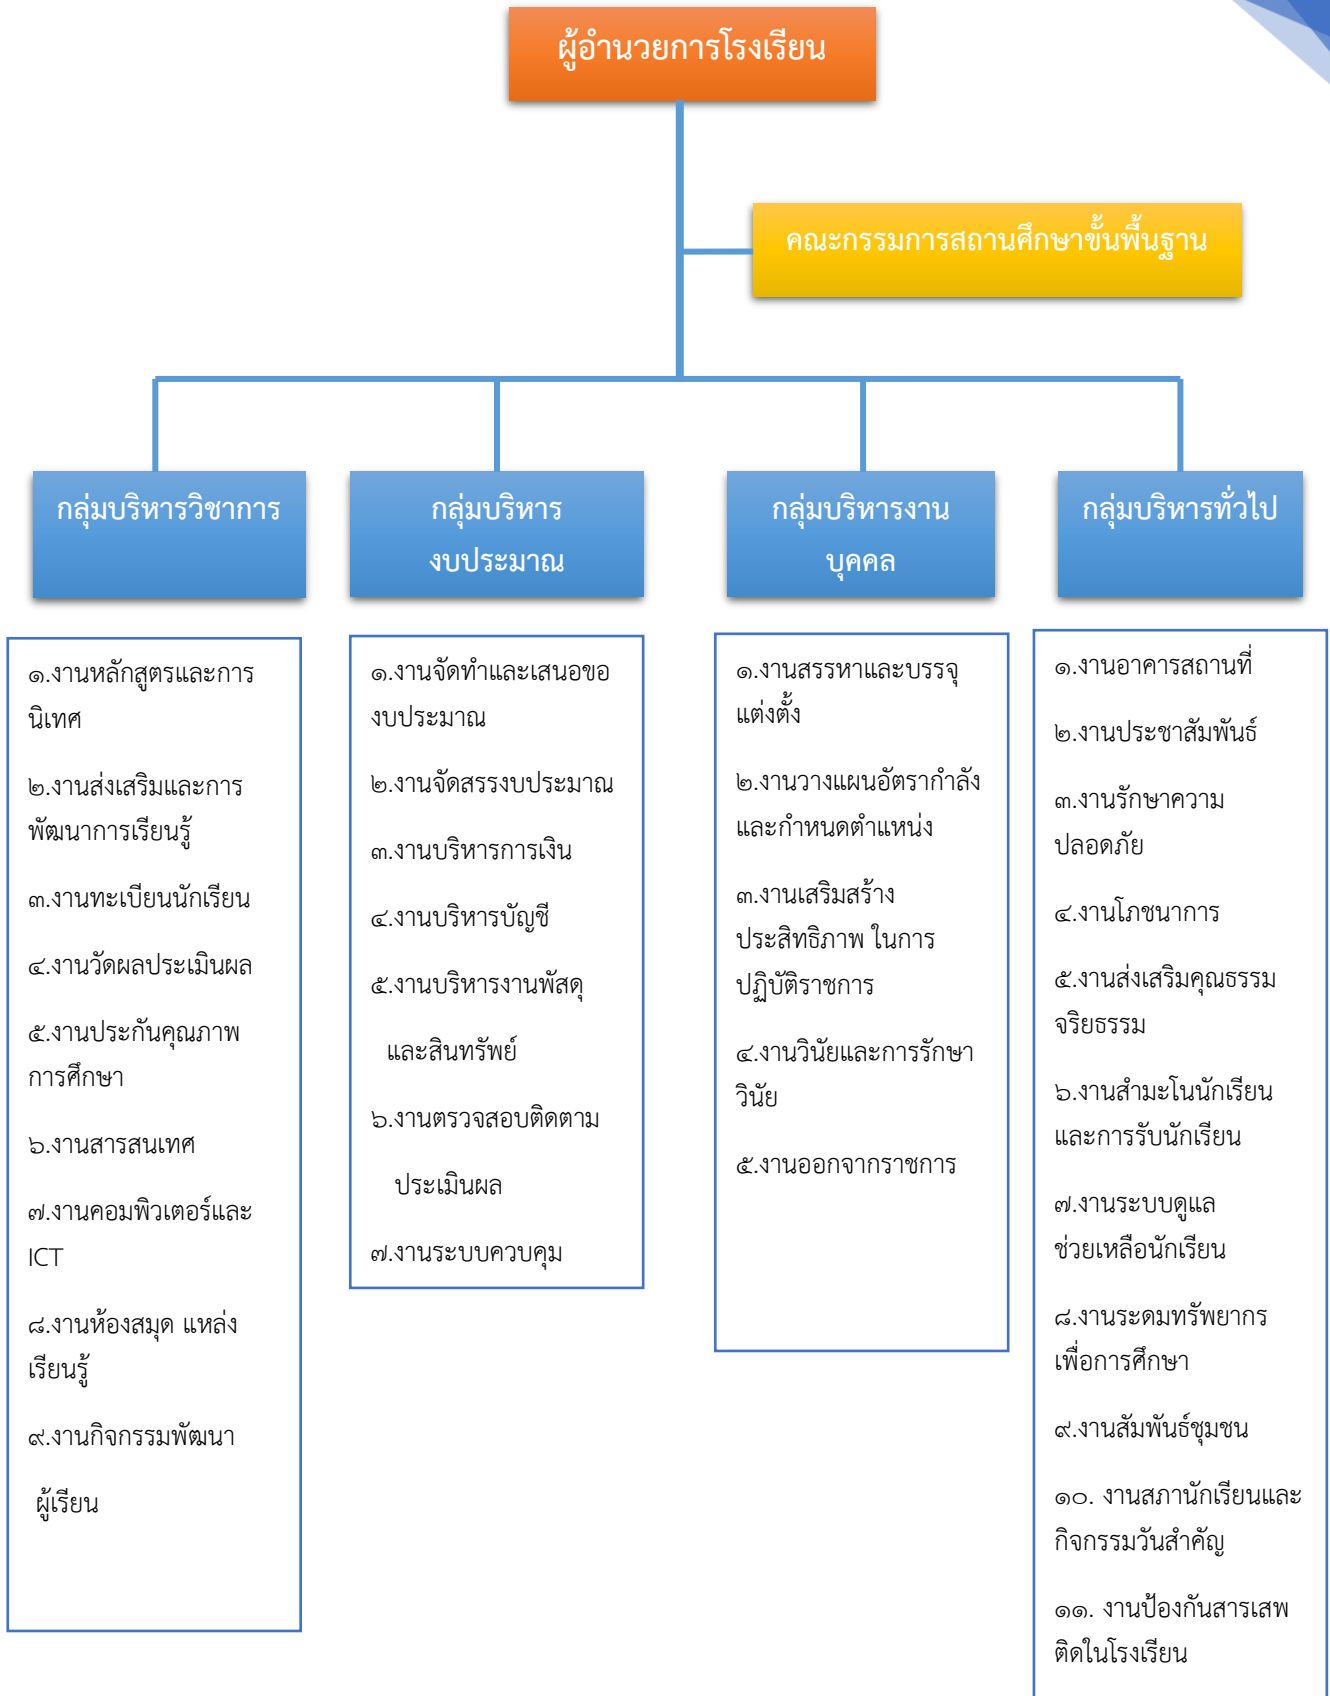 ผู้อำนวยการโรงเรียน
คณะกรรมการสถานศึกษาขั้นพื้นฐาน
กลุ่มบริหารวิชาการ
กลุ่มบริหาร
งบประมาณ
กลุ่มบริหารงาน
บุคคล
กลุ่มบริหารทั่วไป
๑.งานหลักสูตรและการ
นิเทศ
๒.งานส่งเสริมและการ
พัฒนาการเรียนรู้
๓.งานทะเบียนนักเรียน
๔.งานวัดผลประเมินผล
๕.งานประกันคุณภาพ
การศึกษา
๖.งานสารสนเทศ
๗.งานคอมพิวเตอร์และ
ICT
๘.งานห้องสมุด แหล่ง
เรียนรู้
๙.งานกิจกรรมพัฒนา
ผู้เรียน
๑.งานจัดทำและเสนอขอ
งบประมาณ
๒.งานจัดสรรงบประมาณ
๓.งานบริหารการเงิน
๔.งานบริหารบัญชี
๕.งานบริหารงานพัสดุ
และสินทรัพย์
๖.งานตรวจสอบติดตาม
ประเมินผล
๗.งานระบบควบคุม
๑.งานสรรหาและบรรจุ
แต่งตั้ง
๒.งานวางแผนอัตรากำลัง
และกำหนดตำแหน่ง
๓.งานเสริมสร้าง
ประสิทธิภาพ ในการ
ปฏิบัติราชการ
๔.งานวินัยและการรักษา
วินัย
๕.งานออกจากราชการ
๑.งานอาคารสถานที่
๒.งานประชาสัมพันธ์
๓.งานรักษาความ
ปลอดภัย
๔.งานโภชนาการ
๕.งานส่งเสริมคุณธรรม
จริยธรรม
๖.งานสำมะโนนักเรียน
และการรับนักเรียน
๗.งานระบบดูแล
ช่วยเหลือนักเรียน
๘.งานระดมทรัพยากร
เพื่อการศึกษา
๙.งานสัมพันธ์ชุมชน
๑๐. งานสภานักเรียนและ
กิจกรรมวันสำคัญ
๑๑. งานป้องกันสารเสพ
ติดในโรงเรียน